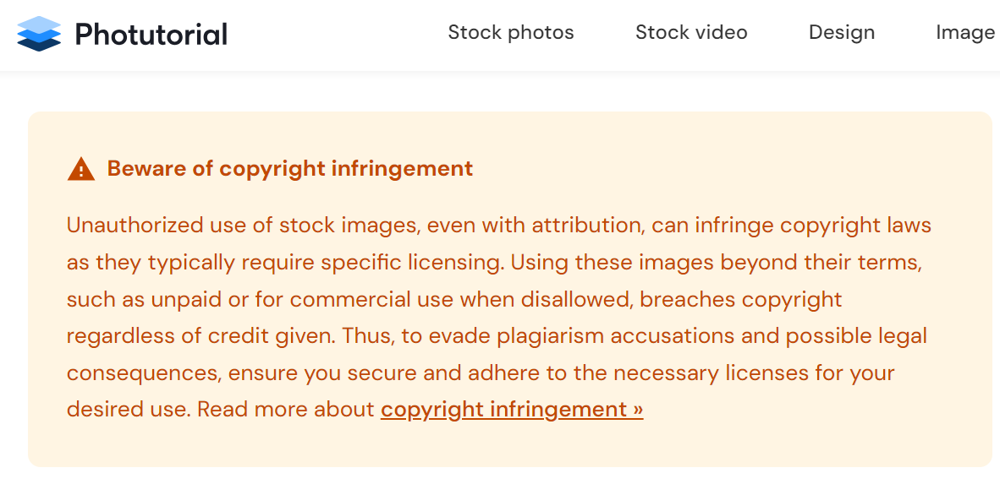 Photutorial
Stock photos Stock video Design Image
Beware of copyright infringement
Unauthorized use of stock images, even with attribution, can infringe copyright laws
as they typically require specific licensing. Using these images beyond their terms,
such as unpaid or for commercial use when disallowed, breaches copyright
regardless of credit given. Thus, to evade plagiarism accusations and possible legal
consequences, ensure you secure and adhere to the necessary licenses for your
desired use. Read more about copyright infringement »